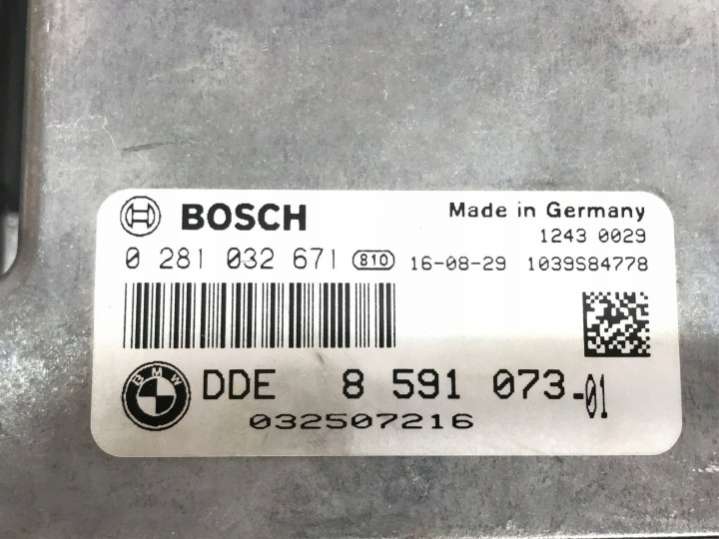 BOSCH Made in Germany
1243 0029
0 281 032 671 810 16-08-29 1039S84778
BMW DDE 8 591 073-01
032507216